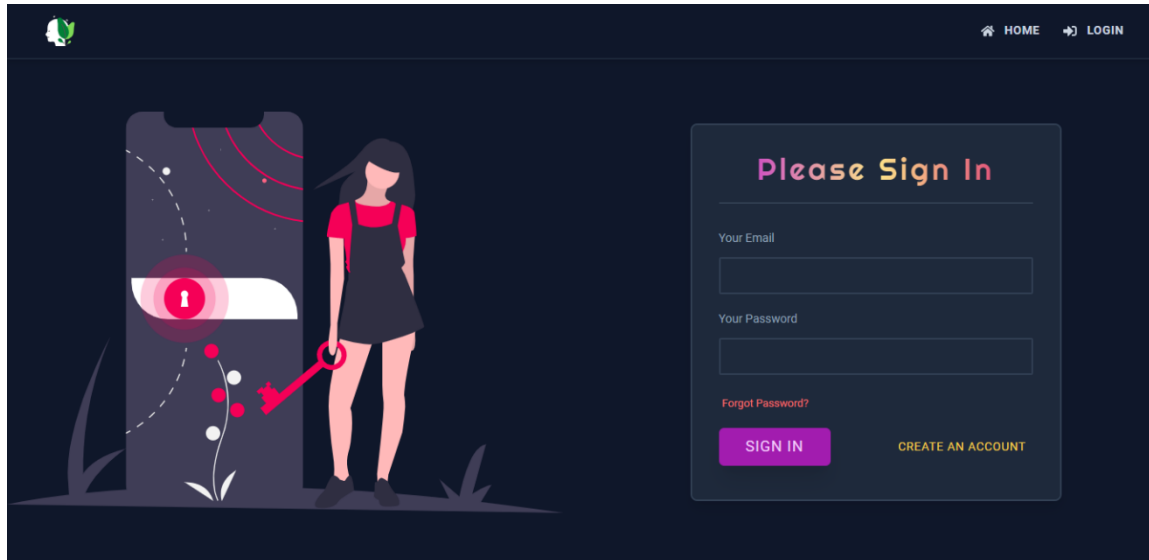 HOME LOGIN
Please Sign In
Your Email
Your Password
Forgot Password?
SIGN IN CREATE AN ACCOUNT